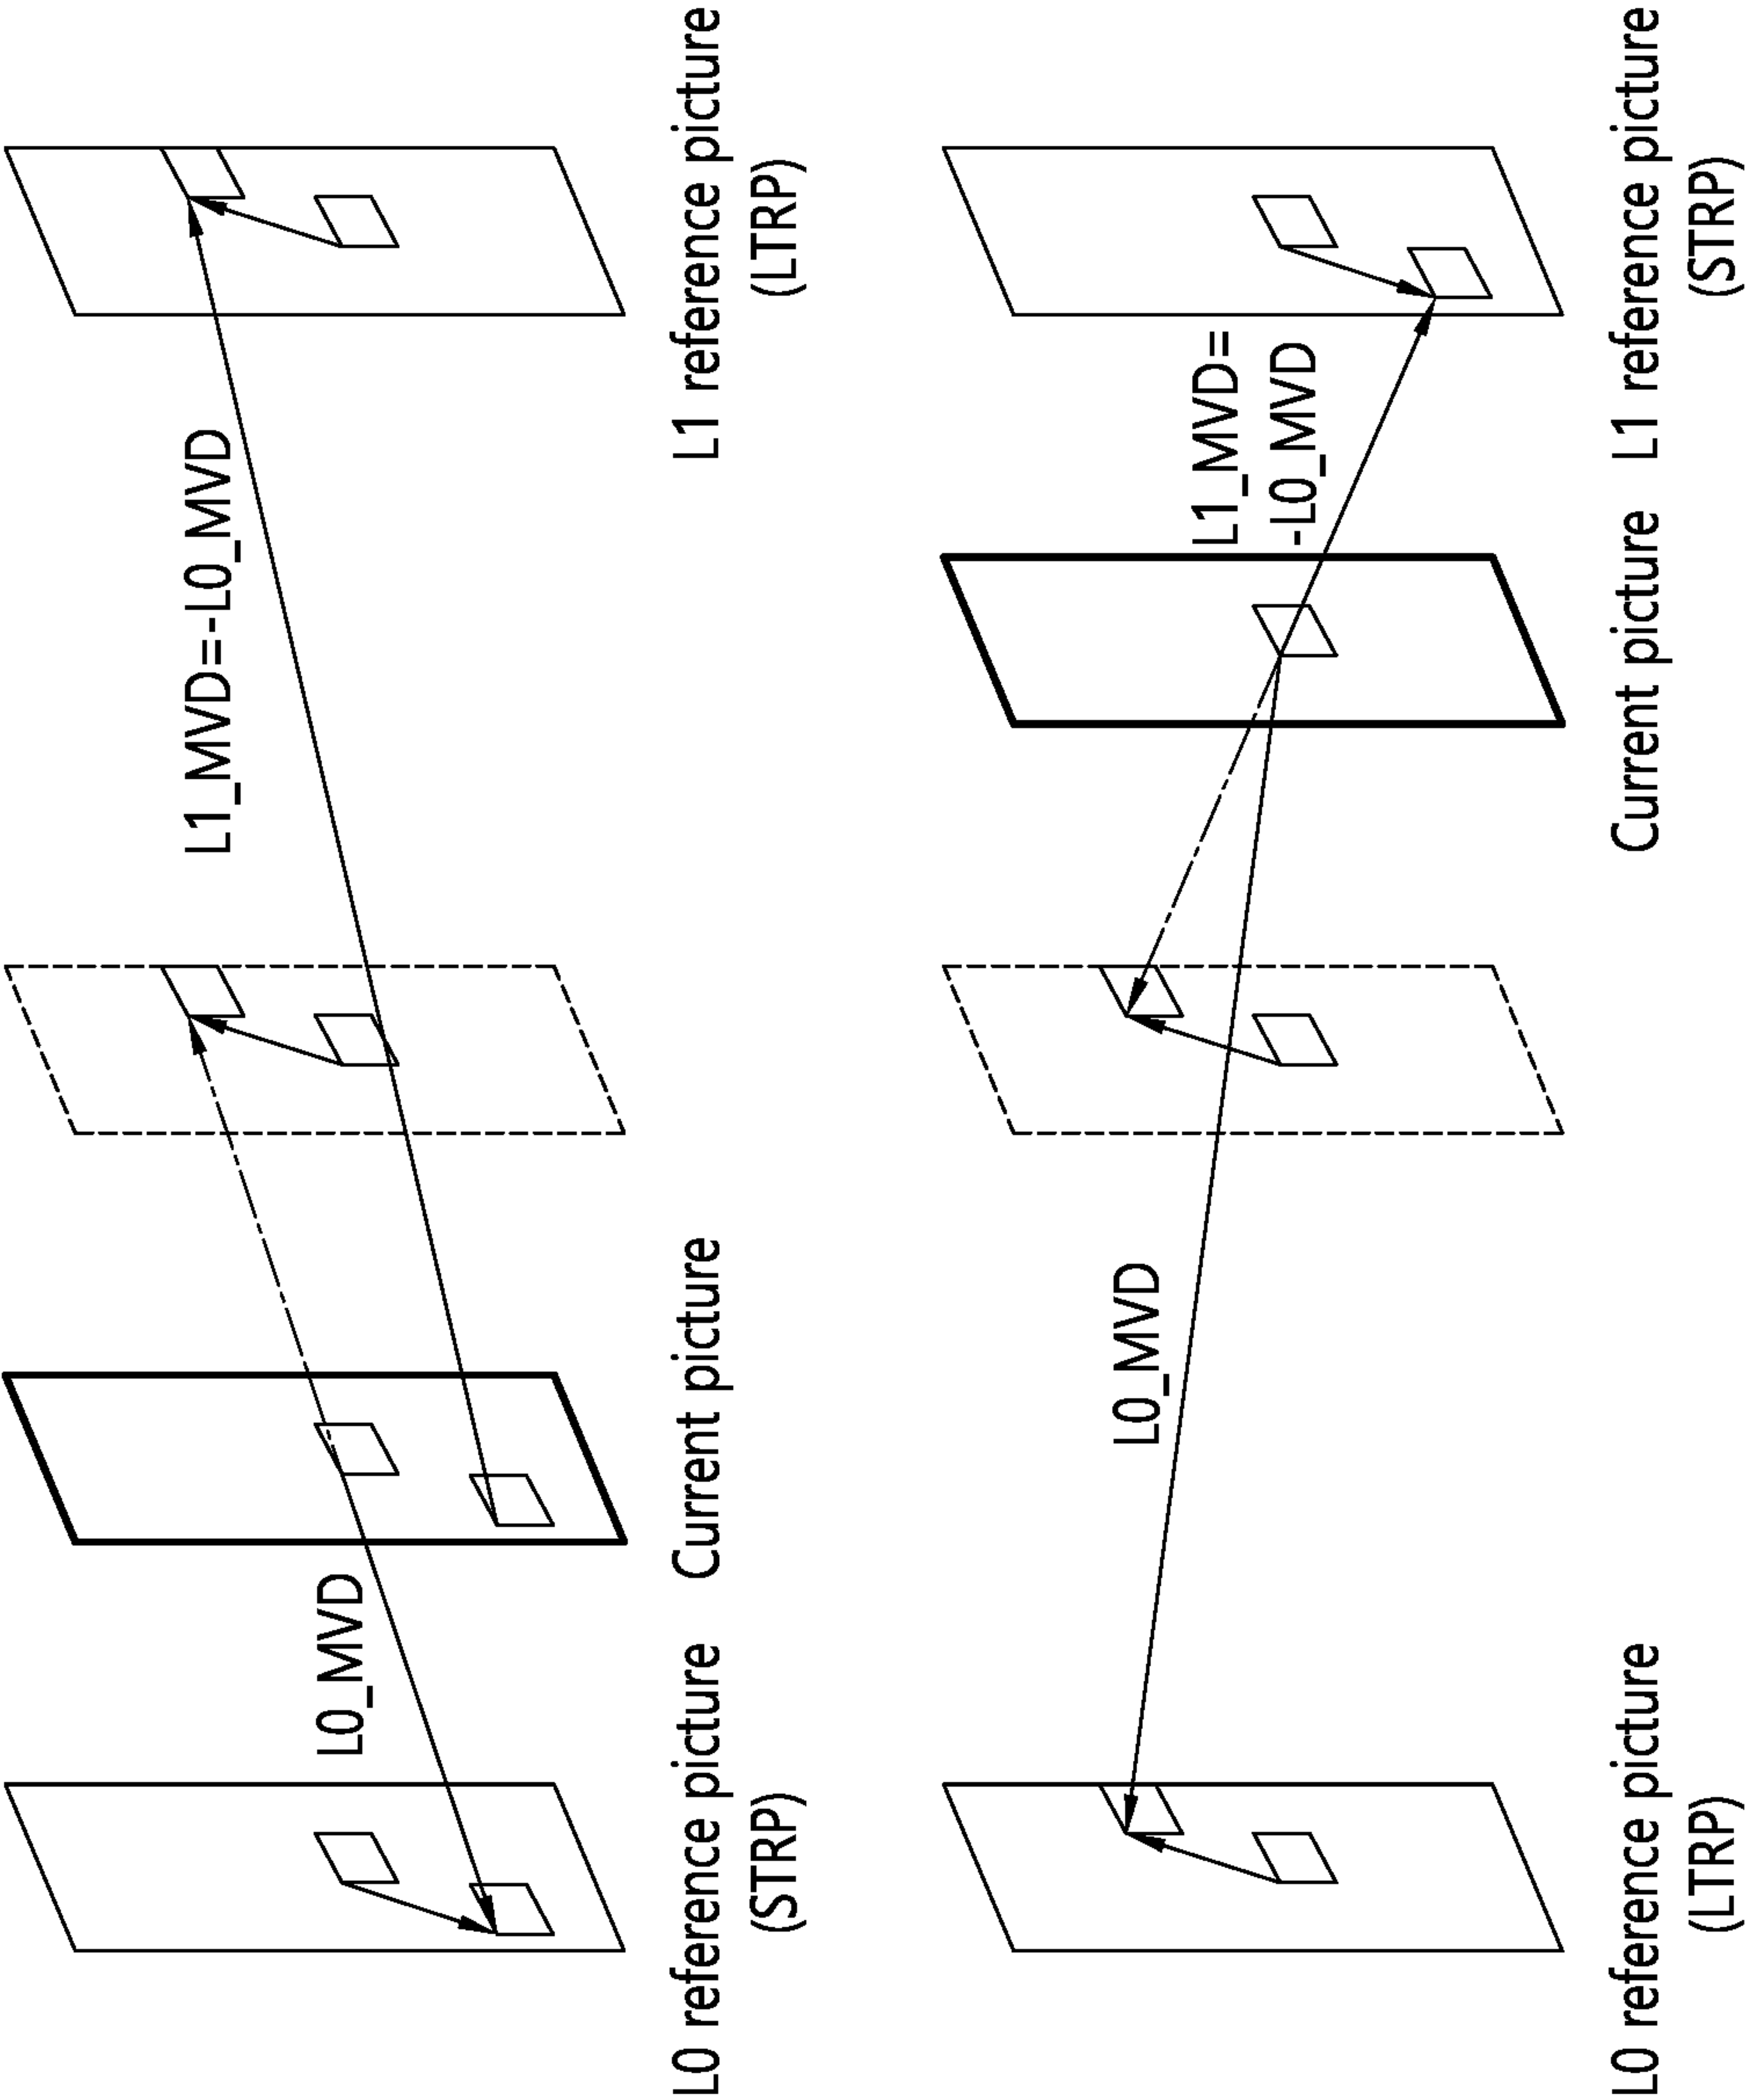 L1_MVD=-L0_MVD
L0_MVD
L0 reference picture
(STRP)
Current picture
L1 reference picture
(LTRP)
L1_MVD=
-L0_MVD
L0_MVD
L0 reference picture
(LTRP)
Current picture
L1 reference picture
(STRP)